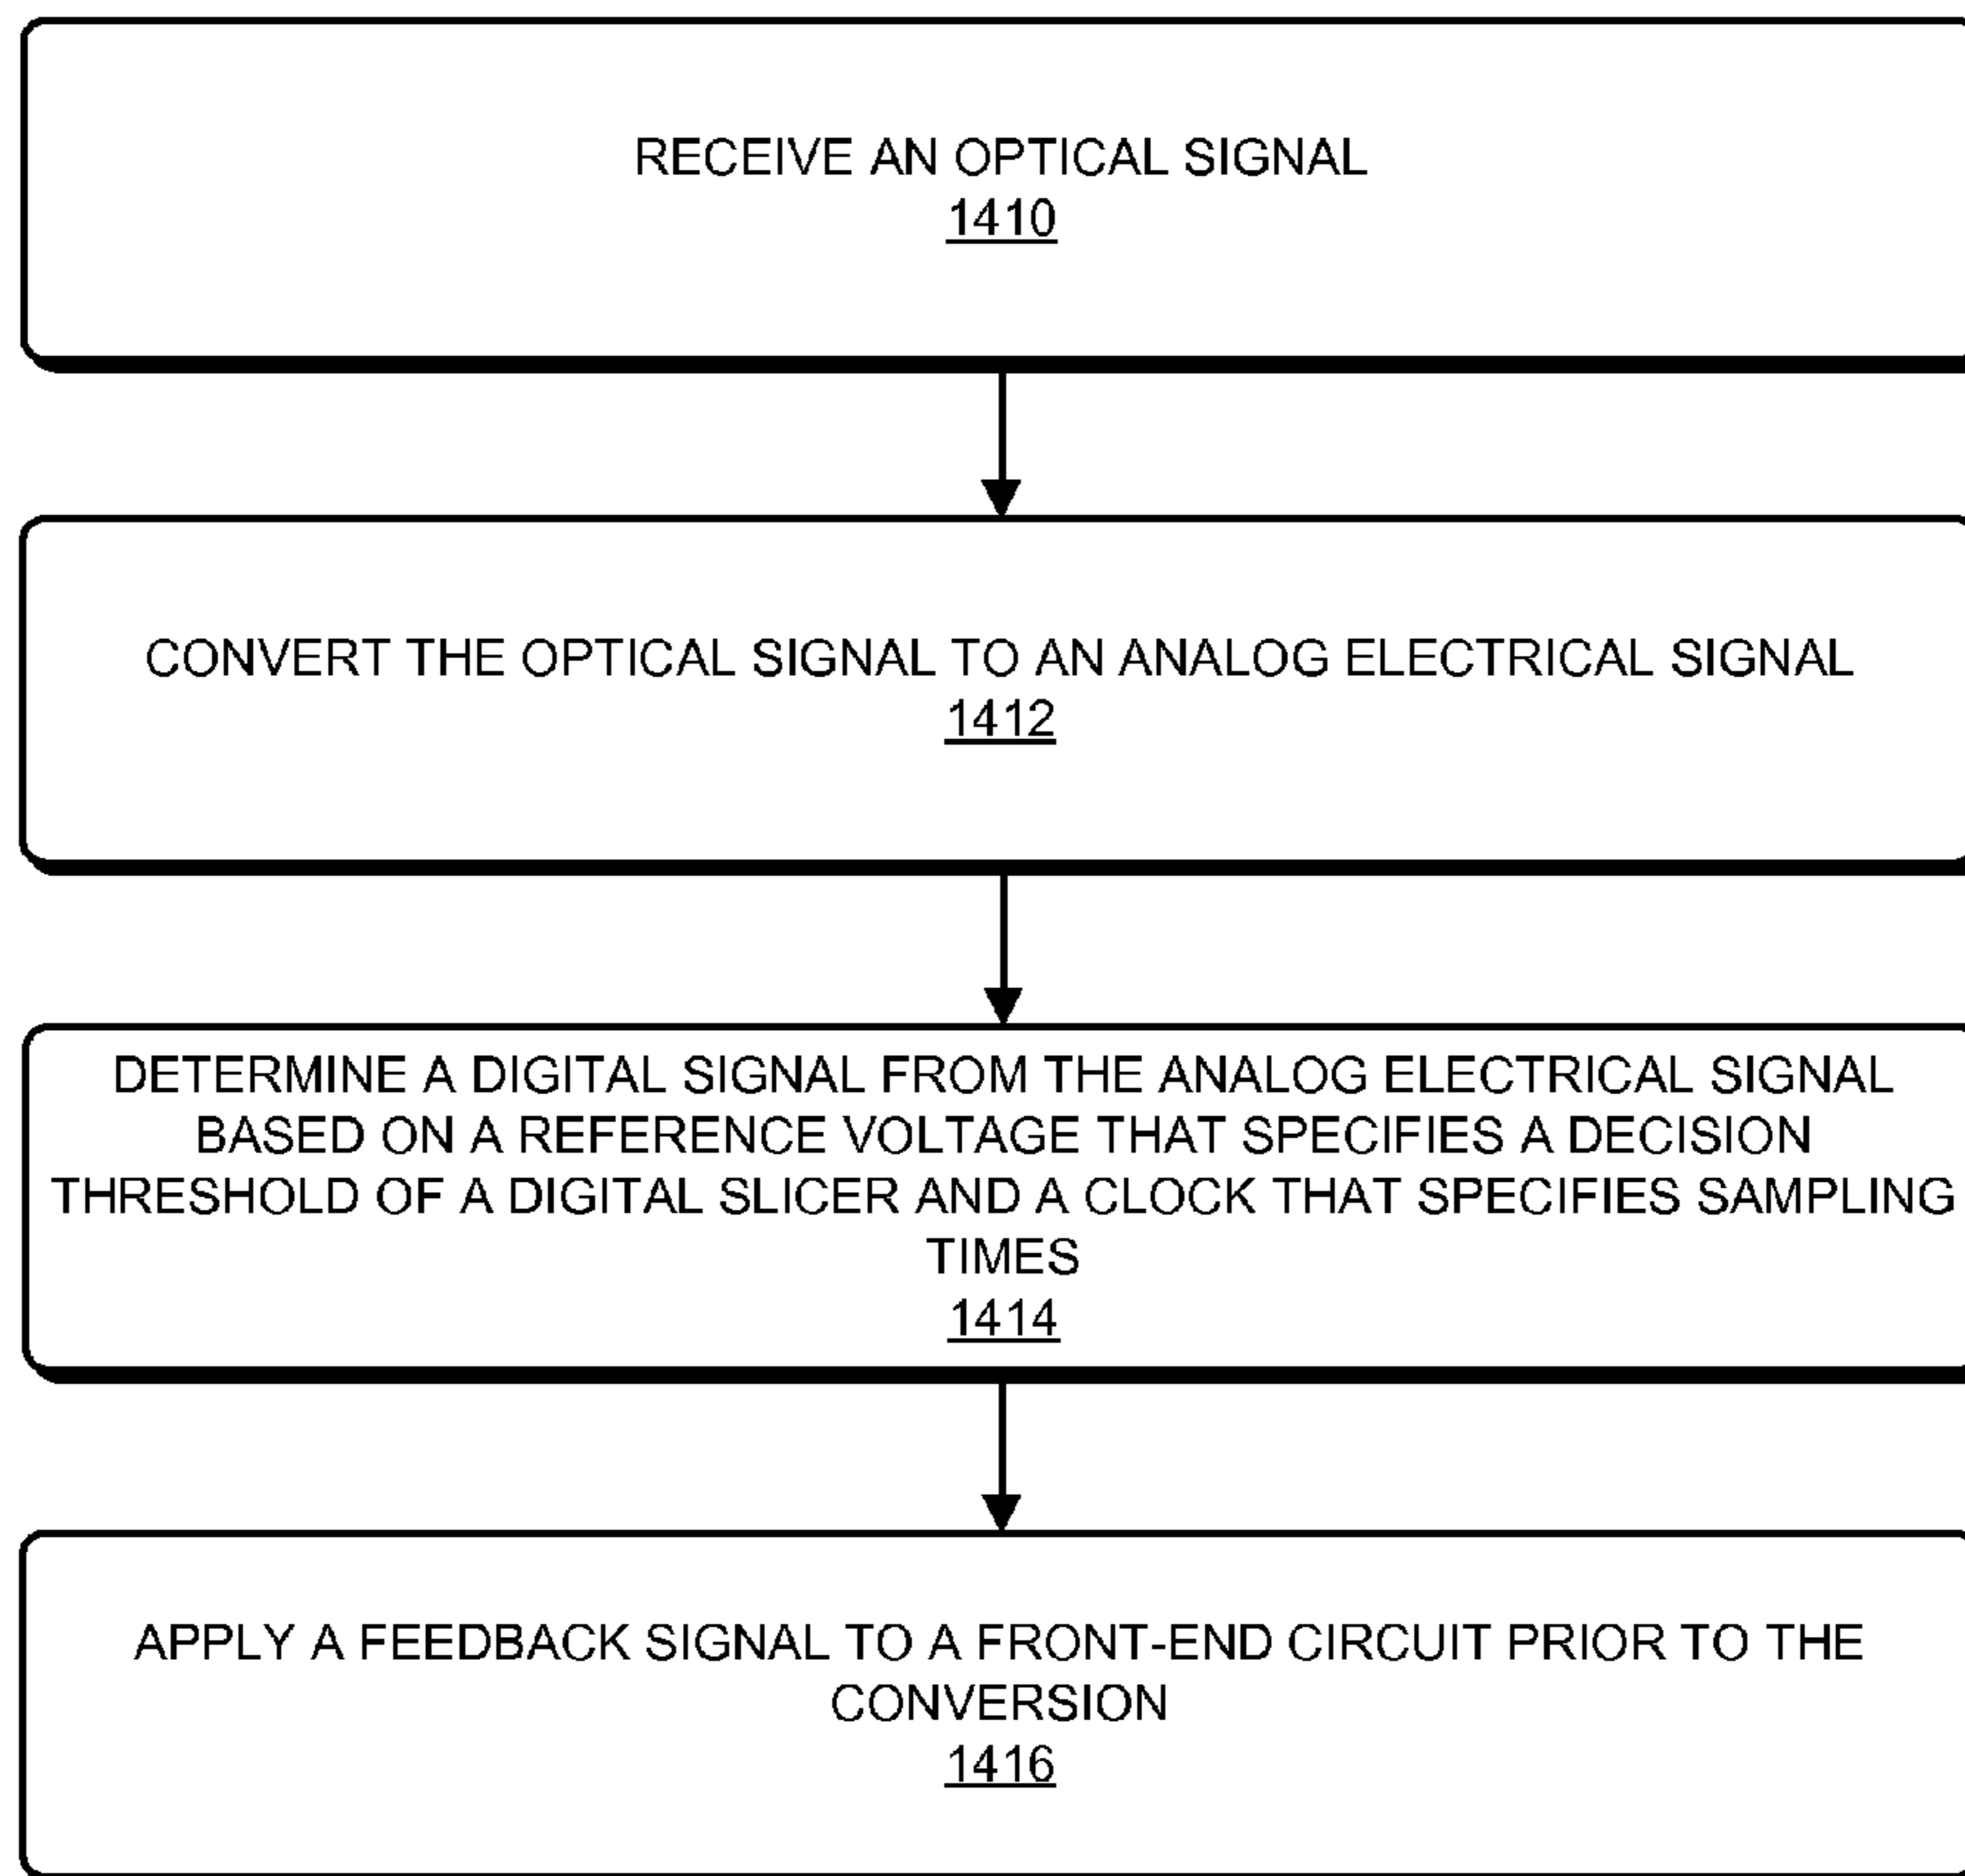 RECEIVE AN OPTICAL SIGNAL
1410
CONVERT THE OPTICAL SIGNAL TO AN ANALOG ELECTRICAL SIGNAL
1412
DETERMINE A DIGITAL SIGNAL FROM THE ANALOG ELECTRICAL SIGNAL
BASED ON A REFERENCE VOLTAGE THAT SPECIFIES A DECISION
THRESHOLD OF A DIGITAL SLICER AND A CLOCK THAT SPECIFIES SAMPLING
TIMES
1414
APPLY A FEEDBACK SIGNAL TO A FRONT-END CIRCUIT PRIOR TO THE
CONVERSION
1416